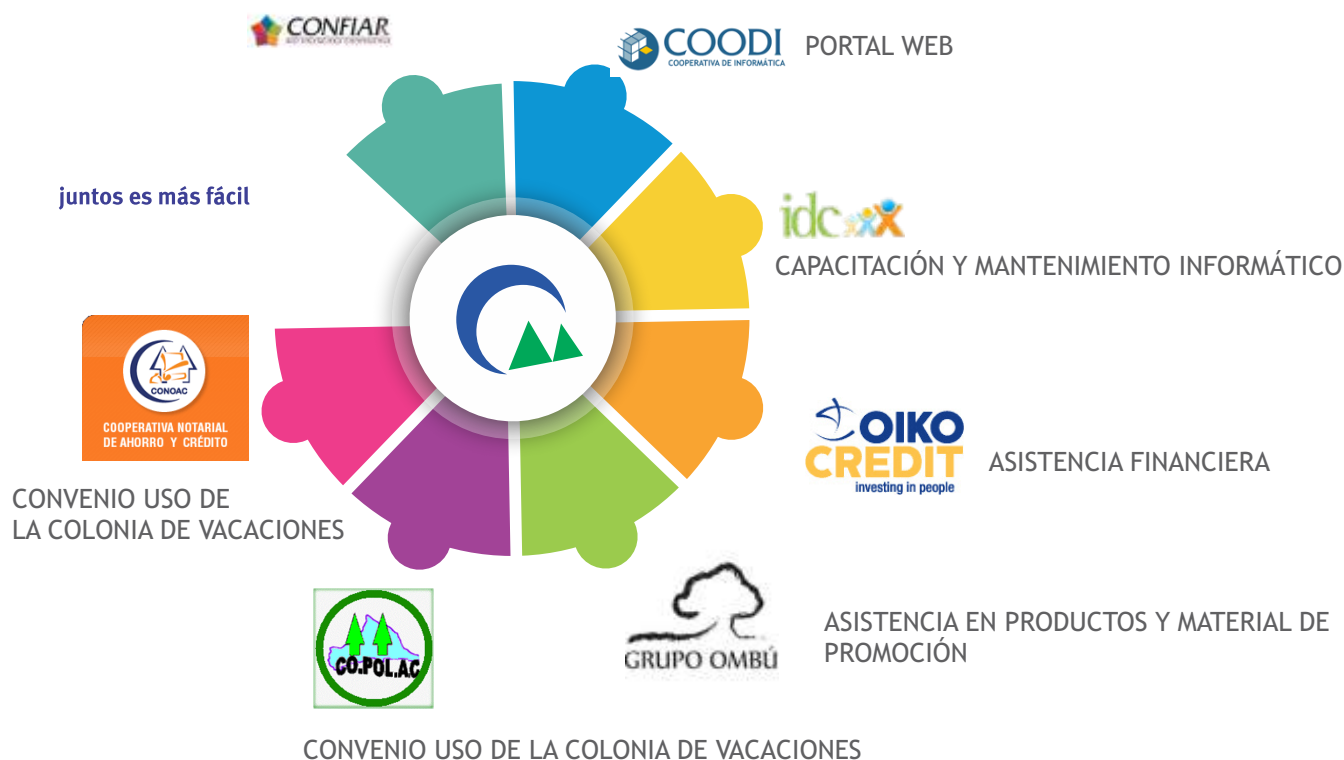 CONFIAR
COODI
COOPERATIVA DE INFORMÁTICA
PORTAL WEB
juntos es más fácil
idc
CAPACITACIÓN Y MANTENIMIENTO INFORMÁTICO
CONOAC
COOPERATIVA NOTARIAL
DE AHORRO Y CRÉDITO
CONVENIO USO DE
LA COLONIA DE VACACIONES
OIKO
CREDIT
investing in people
ASISTENCIA FINANCIERA
GRUPO OMBÚ
ASISTENCIA EN PRODUCTOS Y MATERIAL DE
PROMOCIÓN
CO.POL.AC
CONVENIO USO DE LA COLONIA DE VACACIONES